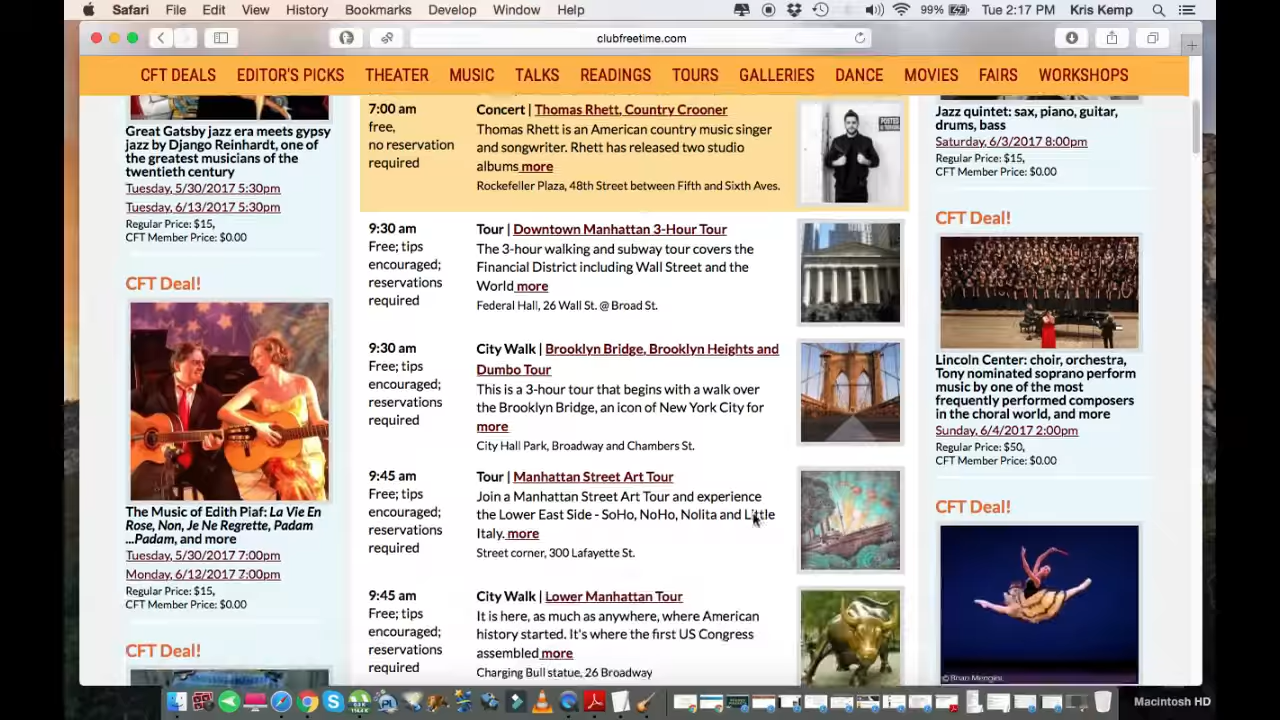 Safari File Edit View History Bookmarks Develop Window Help 99% Tue 2:17 PM Kris Kemp
clubfreetime.com
CFT DEALS EDITOR'S PICKS THEATER MUSIC TALKS READINGS TOURS GALLERIES DANCE MOVIES FAIRS WORKSHOPS
Great Gatsby jazz era meets gypsy
jazz by Django Reinhardt, one of
the greatest musicians of the
twentieth century
Tuesday, 5/30/2017 5:30pm
Tuesday, 6/13/2017 5:30pm
Regular Price: $15,
CFT Member Price: $0.00
CFT Deal!
The Music of Edith Piaf: La Vie En
Rose, Non, Je Ne Regrette, Padam
...Padam, and more
Tuesday, 5/30/2017 7:00pm
Monday, 6/12/2017 7:00pm
Regular Price: $15,
CFT Member Price: $0.00
CFT Deal!
7:00 am
free,
no reservation
required
Concert | Thomas Rhett, Country Crooner
Thomas Rhett is an American country music singer
and songwriter. Rhett has released two studio
albums more
Rockefeller Plaza, 48th Street between Fifth and Sixth Aves.
9:30 am
Free; tips
encouraged;
reservations
required
Tour | Downtown Manhattan 3-Hour Tour
The 3-hour walking and subway tour covers the
Financial District including Wall Street and the
World more
Federal Hall, 26 Wall St. @ Broad St.
9:30 am
Free; tips
encouraged;
reservations
required
City Walk | Brooklyn Bridge, Brooklyn Heights and
Dumbo Tour
This is a 3-hour tour that begins with a walk over
the Brooklyn Bridge, an icon of New York City for
more
City Hall Park, Broadway and Chambers St.
9:45 am
Free; tips
encouraged;
reservations
required
Tour | Manhattan Street Art Tour
Join a Manhattan Street Art Tour and experience
the Lower East Side - SoHo, NoHo, Nolita and Little
Italy. more
Street corner, 300 Lafayette St.
9:45 am
Free; tips
encouraged;
reservations
required
City Walk | Lower Manhattan Tour
It is here, as much as anywhere, where American
history started. It's where the first US Congress
assembled more
Charging Bull statue, 26 Broadway
Jazz quintet: sax, piano, guitar,
drums, bass
Saturday, 6/3/2017 8:00pm
Regular Price: $15,
CFT Member Price: $0.00
CFT Deal!
Lincoln Center: choir, orchestra,
Tony nominated soprano perform
music by one of the most
frequently performed composers
in the choral world, and more
Sunday, 6/4/2017 2:00pm
Regular Price: $50,
CFT Member Price: $0.00
CFT Deal!
Macintosh HD